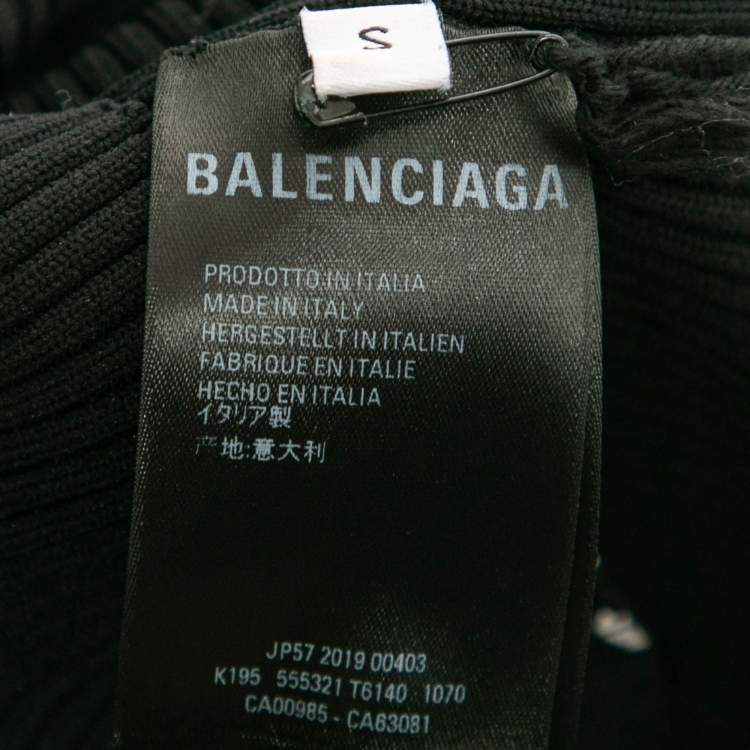 S
BALENCIAGA
PRODOTTO IN ITALIA
MADE IN ITALY
HERGESTELLT IN ITALIEN
FABRIQUE EN ITALIE
HECHO EN ITALIA
イタリア製
产地:意大利
JP57 2019 00403
K195 555321 T6140 1070
CA00985 - CA63081